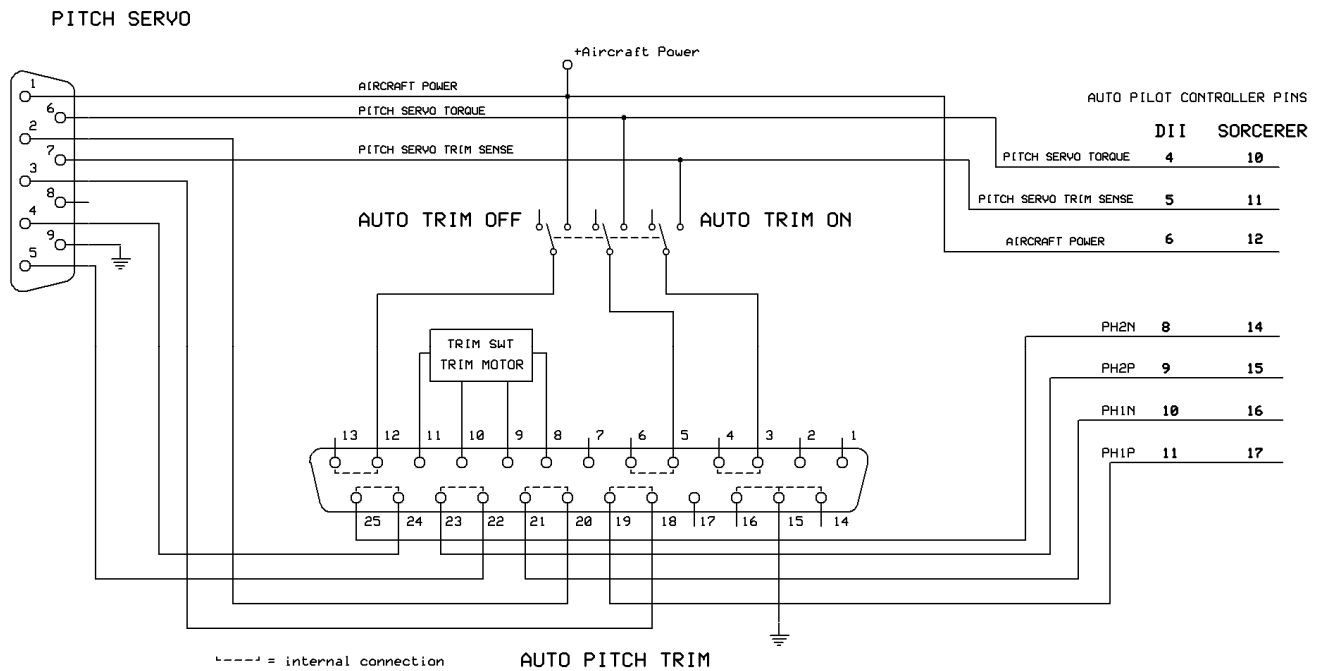 PITCH SERVO
+Aircraft Power
1
AIRCRAFT POWER
AUTO PILOT CONTROLLER PINS
6
PITCH SERVO TORQUE
2
DII SORCERER
7
PITCH SERVO TRIM SENSE
PITCH SERVO TORQUE 4 10
3
8
PITCH SERVO TRIM SENSE 5 11
4
AUTO TRIM OFF
AUTO TRIM ON
9
AIRCRAFT POWER 6 12
5
PH2N 8 14
TRIM SWT
TRIM MOTOR
PH2P 9 15
PH1N 10 16
13 12 11 10 9 8 7 6 5 4 3 2 1
PH1P 11 17
25 24 23 22 21 20 19 18 17 16 15 14
= internal connection
AUTO PITCH TRIM